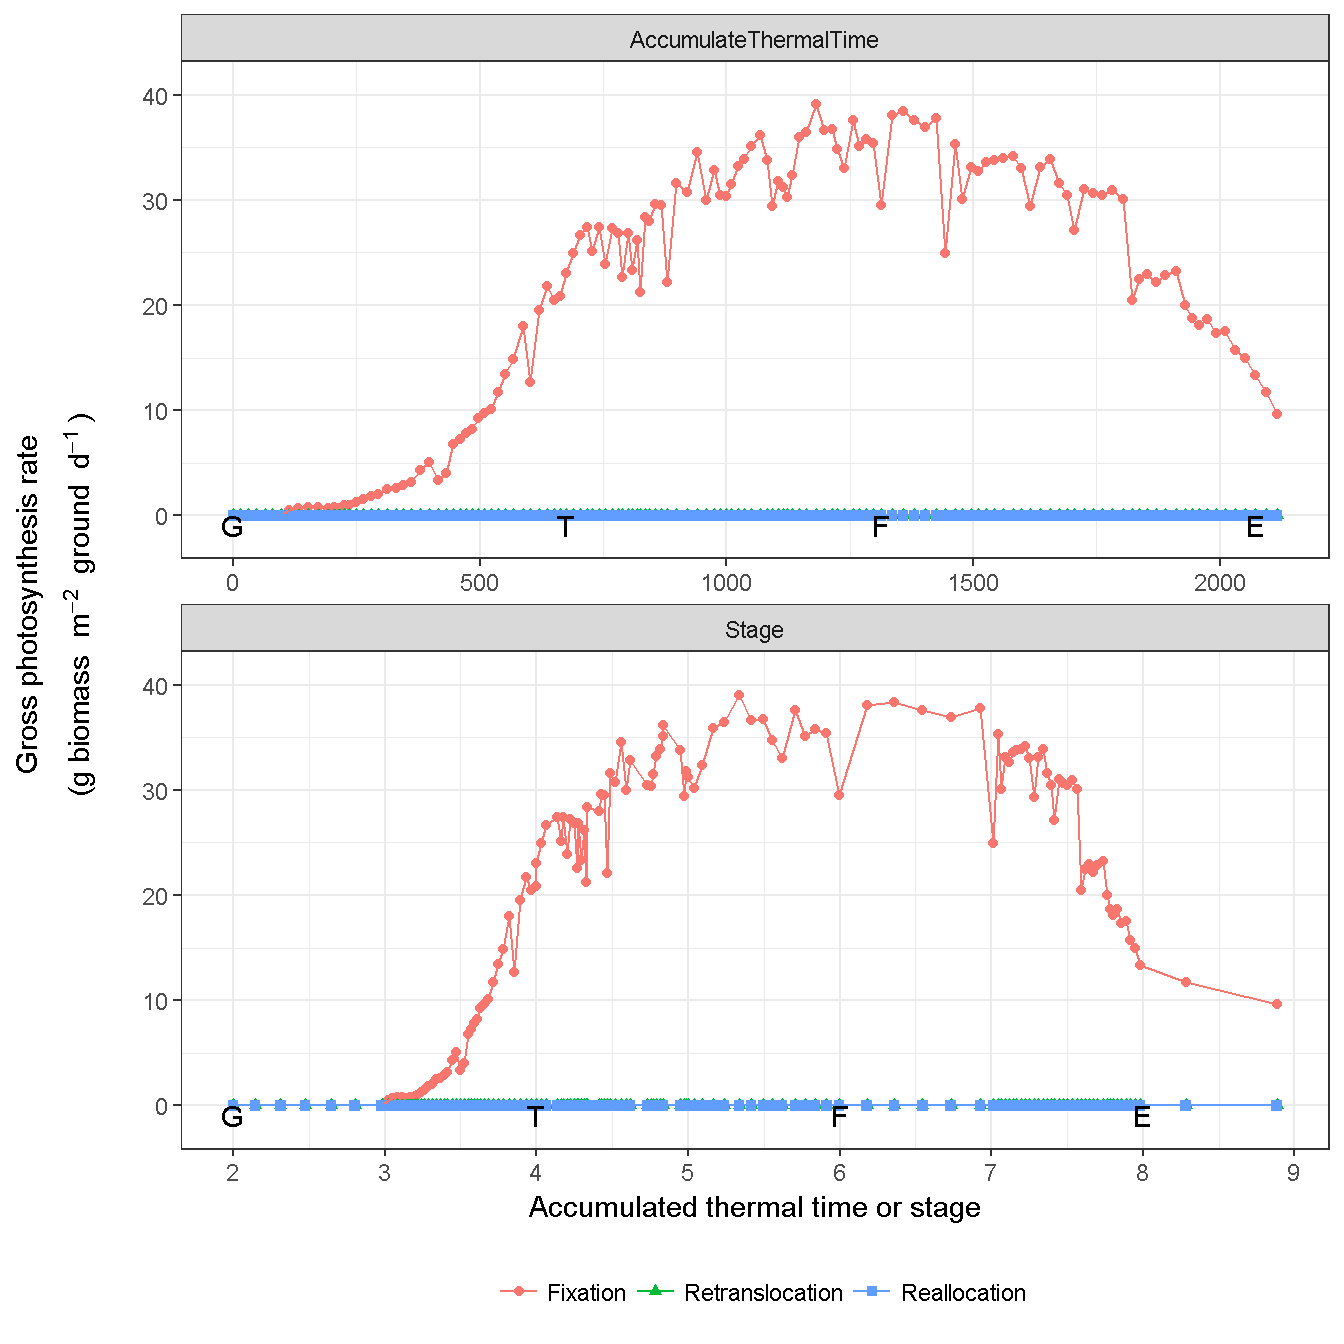 AccumulateThermalTime
40
30
20
10
0
G T F E
0 500 1000 1500 2000
Stage
40
30
20
10
0
G T F E
2 3 4 5 6 7 8 9
Accumulated thermal time or stage
Gross photosynthesis rate
(g biomass m⁻² ground d⁻¹ )
Fixation Retranslocation Reallocation